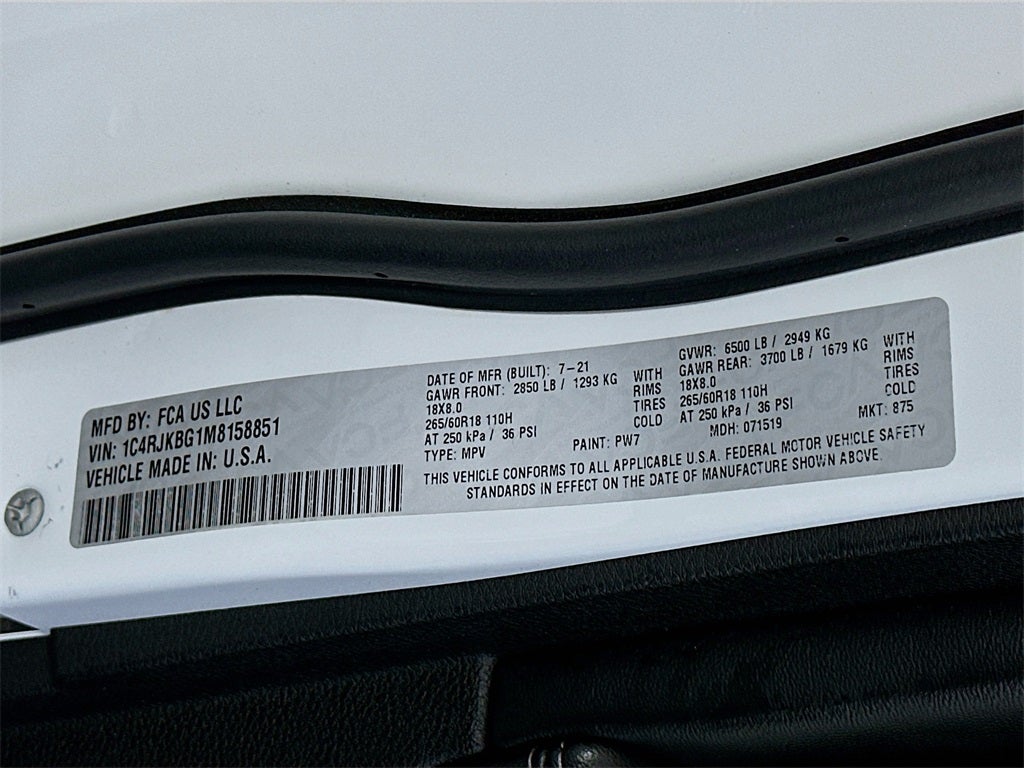 MFD BY: FCA US LLC
VIN: 1C4RJKBG1M8158851
VEHICLE MADE IN: U.S.A.
DATE OF MFR (BUILT): 7-21
GAWR FRONT: 2850 LB / 1293 KG WITH
18X8.0 RIMS
265/60R18 110H TIRES
AT 250 kPa / 36 PSI COLD
TYPE: MPV PAINT: PW7
GVWR: 6500 LB / 2949 KG
GAWR REAR: 3700 LB / 1679 KG WITH
18X8.0 RIMS
265/60R18 110H TIRES
AT 250 kPa / 36 PSI COLD
MDH: 071519 MKT: 875
THIS VEHICLE CONFORMS TO ALL APPLICABLE U.S.A. FEDERAL MOTOR VEHICLE SAFETY
STANDARDS IN EFFECT ON THE DATE OF MANUFACTURE SHOWN ABOVE.